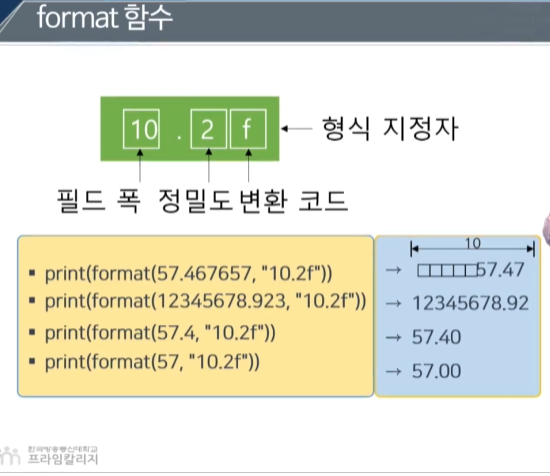 format 함수
10 . 2 f
형식 지정자
필드 폭 정밀도 변환 코드
10
▪ print(format(57.467657, "10.2f")) → □□□□□57.47
▪ print(format(12345678.923, "10.2f")) → 12345678.92
▪ print(format(57.4, "10.2f")) → 57.40
▪ print(format(57, "10.2f")) → 57.00
한국방송통신대학교
프라임칼리지